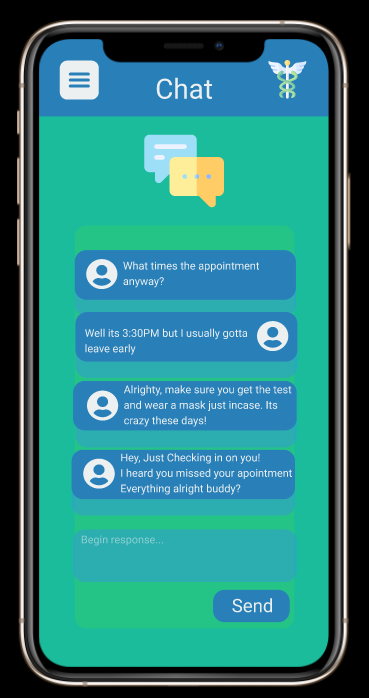 Chat
What times the appointment
anyway?
Well its 3:30PM but I usually gotta
leave early
Alrighty, make sure you get the test
and wear a mask just incase. Its
crazy these days!
Hey, Just Checking in on you!
I heard you missed your apointment
Everything alright buddy?
Begin response...
Send